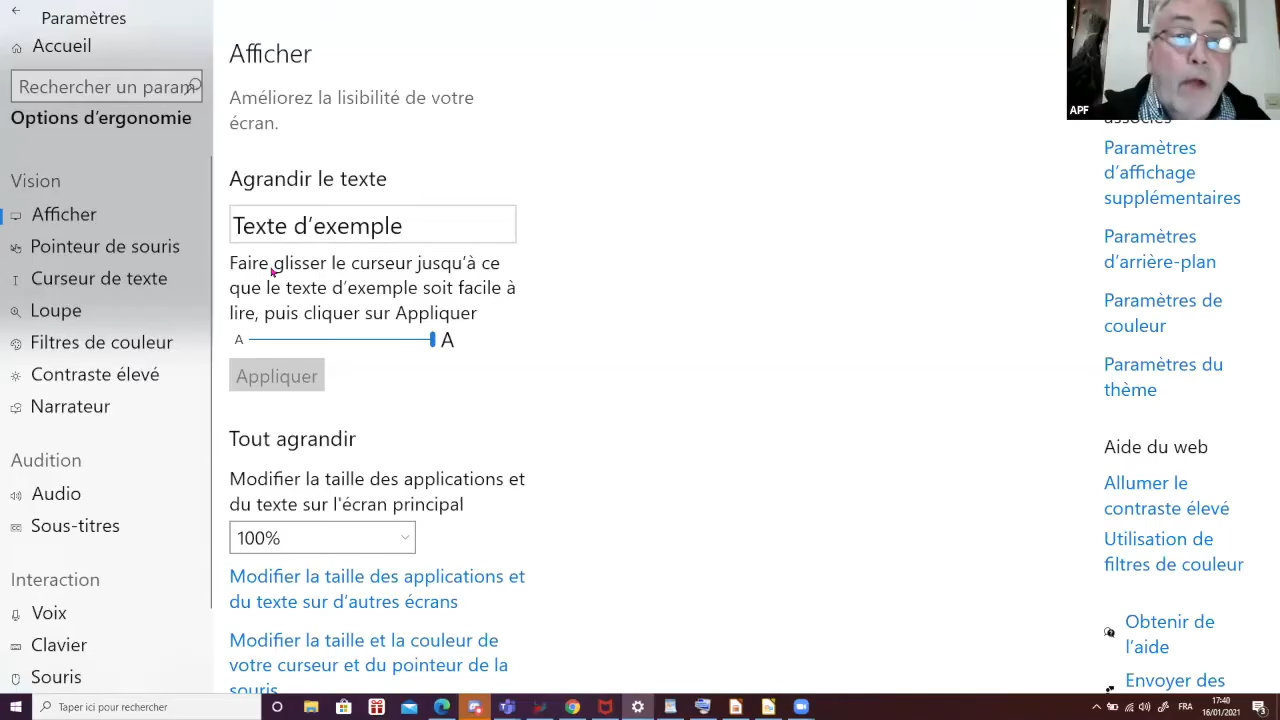 Paramètres
Accueil
Rechercher un param
Options d'ergonomie
Vision
Afficher
Pointeur de souris
Curseur de texte
Loupe
Filtres de couleur
Contraste élevé
Narrateur
Audition
Audio
Sous-titres
Interaction
Voix
Clavier
Souris
Afficher
Améliorez la lisibilité de votre
écran.
Agrandir le texte
Texte d'exemple
Faire glisser le curseur jusqu'à ce
que le texte d'exemple soit facile à
lire, puis cliquer sur Appliquer
A A
Appliquer
Tout agrandir
Modifier la taille des applications et
du texte sur l'écran principal
100%
Modifier la taille des applications et
du texte sur d'autres écrans
Modifier la taille et la couleur de
votre curseur et du pointeur de la
souris
APF
associés
Paramètres
d'affichage
supplémentaires
Paramètres
d'arrière-plan
Paramètres de
couleur
Paramètres du
thème
Aide du web
Allumer le
contraste élevé
Utilisation de
filtres de couleur
Obtenir de
l'aide
Envoyer des
Taper ici pour rechercher
FRA
17:40
16/01/2021
3